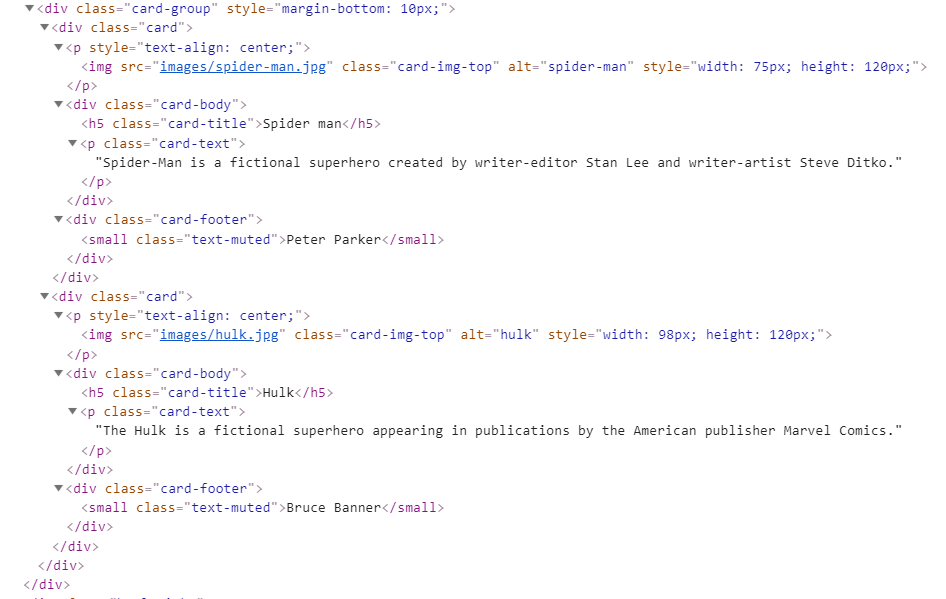 ▼<div class="card-group" style="margin-bottom: 10px;">
▼<div class="card">
▼<p style="text-align: center;">
<img src="images/spider-man.jpg" class="card-img-top" alt="spider-man" style="width: 75px; height: 120px;">
</p>
▼<div class="card-body">
<h5 class="card-title">Spider man</h5>
▼<p class="card-text">
"Spider-Man is a fictional superhero created by writer-editor Stan Lee and writer-artist Steve Ditko."
</p>
</div>
▼<div class="card-footer">
<small class="text-muted">Peter Parker</small>
</div>
</div>
▼<div class="card">
▼<p style="text-align: center;">
<img src="images/hulk.jpg" class="card-img-top" alt="hulk" style="width: 98px; height: 120px;">
</p>
▼<div class="card-body">
<h5 class="card-title">Hulk</h5>
▼<p class="card-text">
"The Hulk is a fictional superhero appearing in publications by the American publisher Marvel Comics."
</p>
</div>
▼<div class="card-footer">
<small class="text-muted">Bruce Banner</small>
</div>
</div>
</div>
</div>